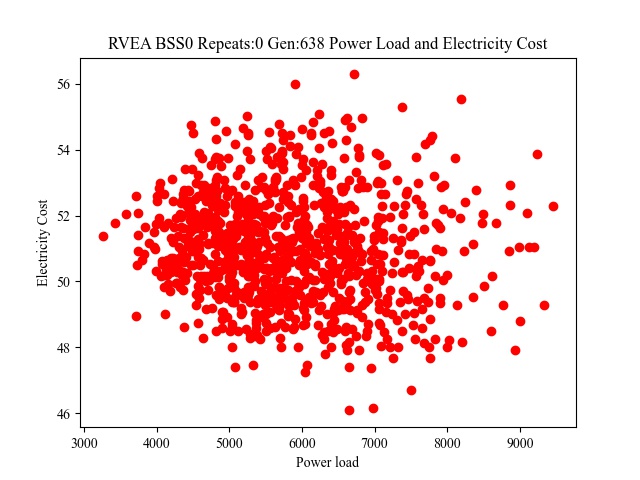 RVEA BSS0 Repeats:0 Gen:638 Power Load and Electricity Cost
56
54
52
50
48
46
Electricity Cost
3000 4000 5000 6000 7000 8000 9000
Power load